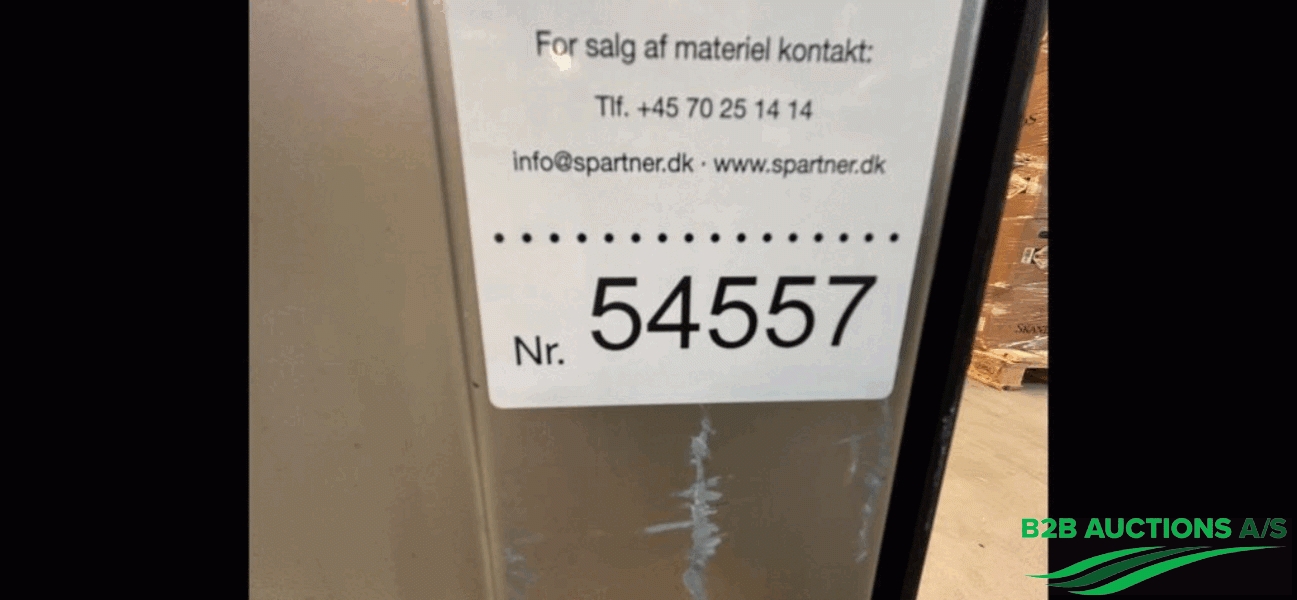 For salg af materiel kontakt:
Tlf. +45 70 25 14 14
info@spartner.dk · www.spartner.dk
Nr. 54557
B2B AUCTIONS A/S